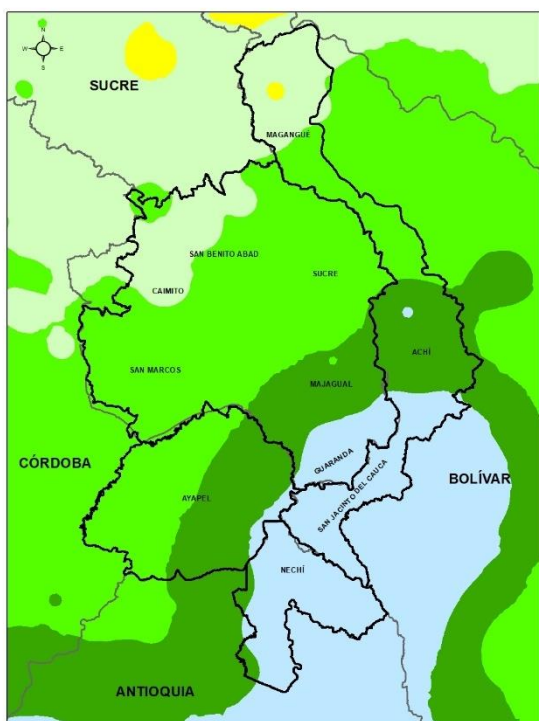 N
W E
S
SUCRE
MAGANGUE
SAN BENITO ABAD
SUCRE
CAIMITO
ACHÍ
SAN MARCOS
MAJAGUAL
CÓRDOBA
GUARANDA
BOLÍVAR
AYAPEL
SAN JACINTO DEL CAUCA
NECHÍ
ANTIOQUIA